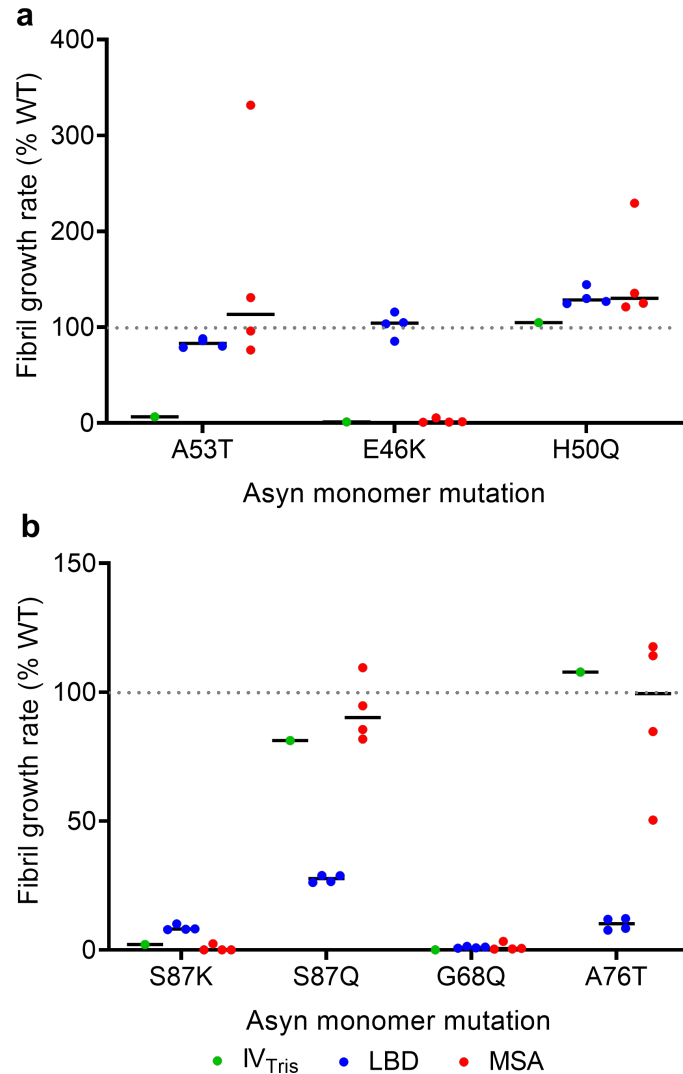 a
400
300
200
100
0
Fibril growth rate (% WT)
A53T E46K H50Q
Asyn monomer mutation
b
150
100
50
0
Fibril growth rate (% WT)
S87K S87Q G68Q A76T
Asyn monomer mutation
IV_Tris LBD MSA